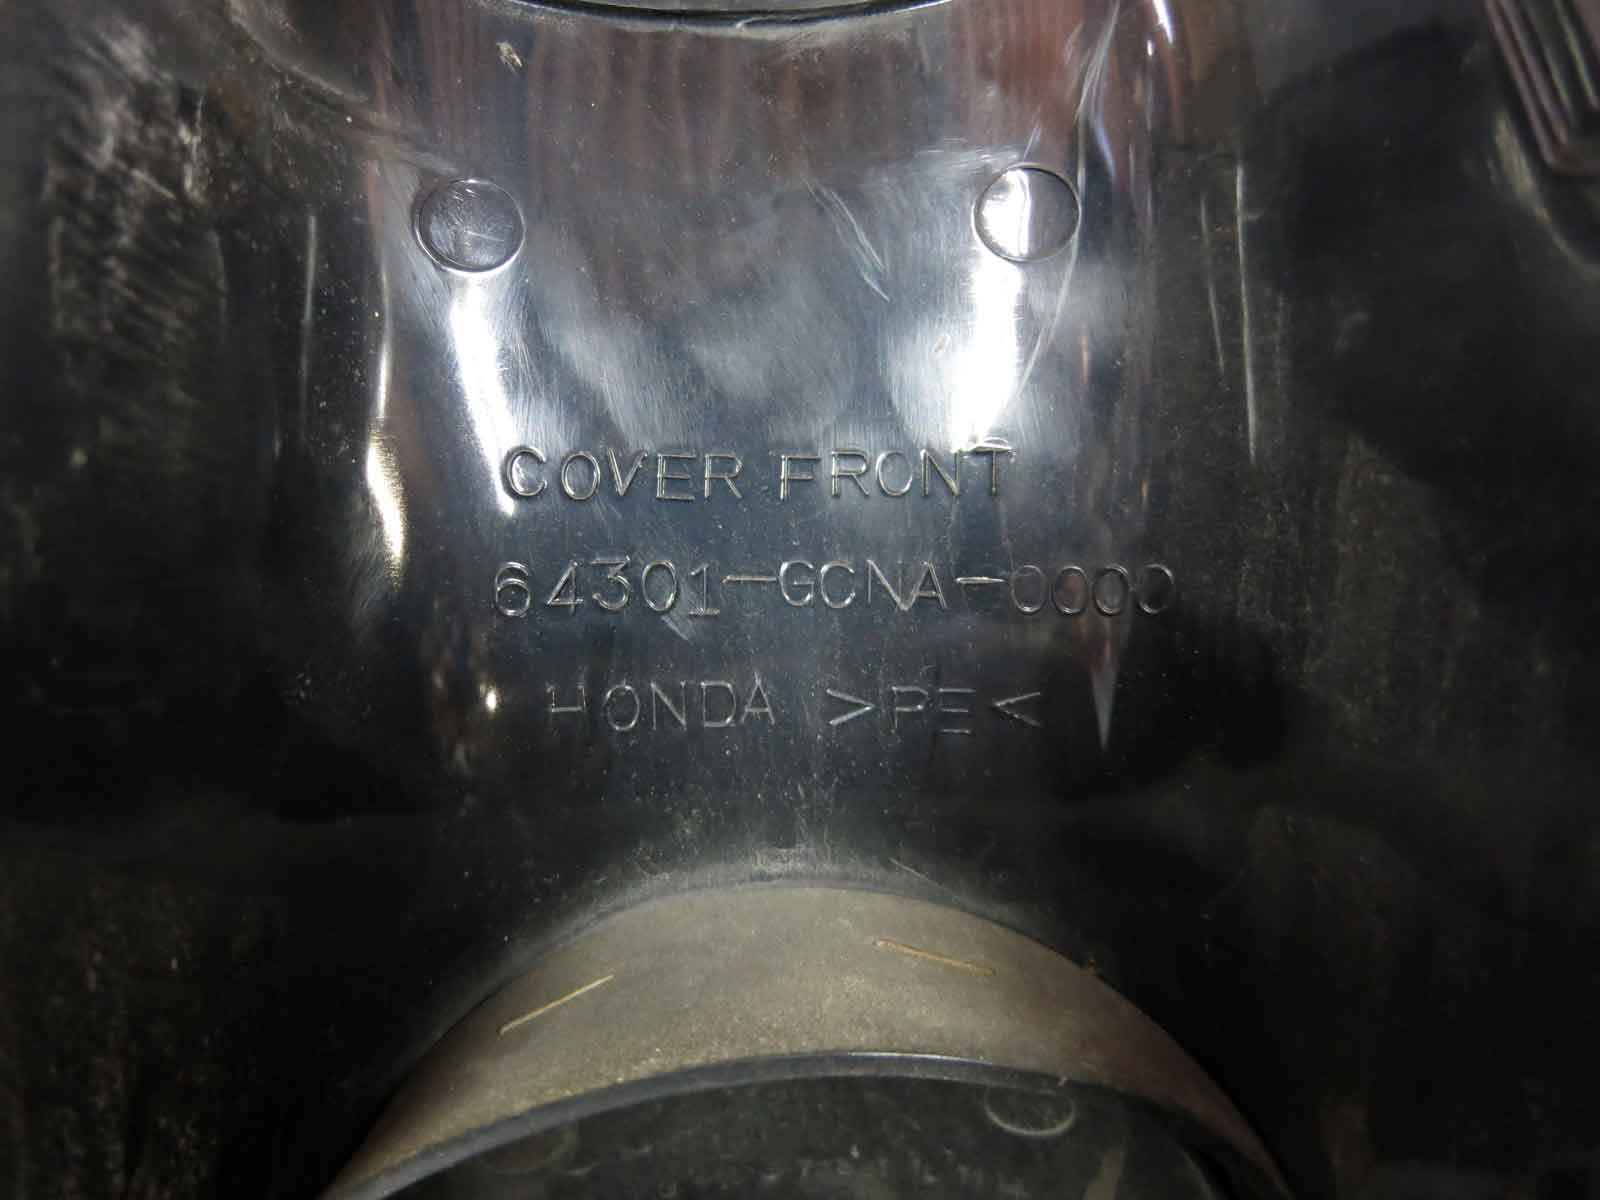 COVER FRONT
64301-GCNA-0000
HONDA >PE<